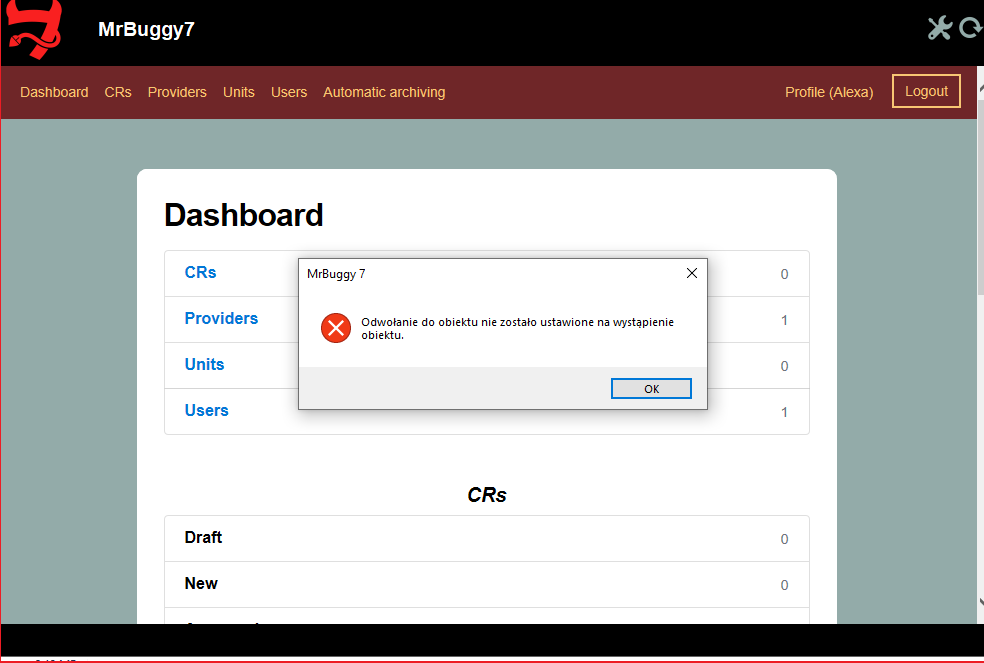 MrBuggy7
Dashboard CRs Providers Units Users Automatic archiving Profile (Alexa) Logout
Dashboard
CRs 0
Providers 1
Units 0
Users 1
MrBuggy 7
Odwołanie do obiektu nie zostało ustawione na wystąpienie
obiektu.
OK
CRs
Draft 0
New 0